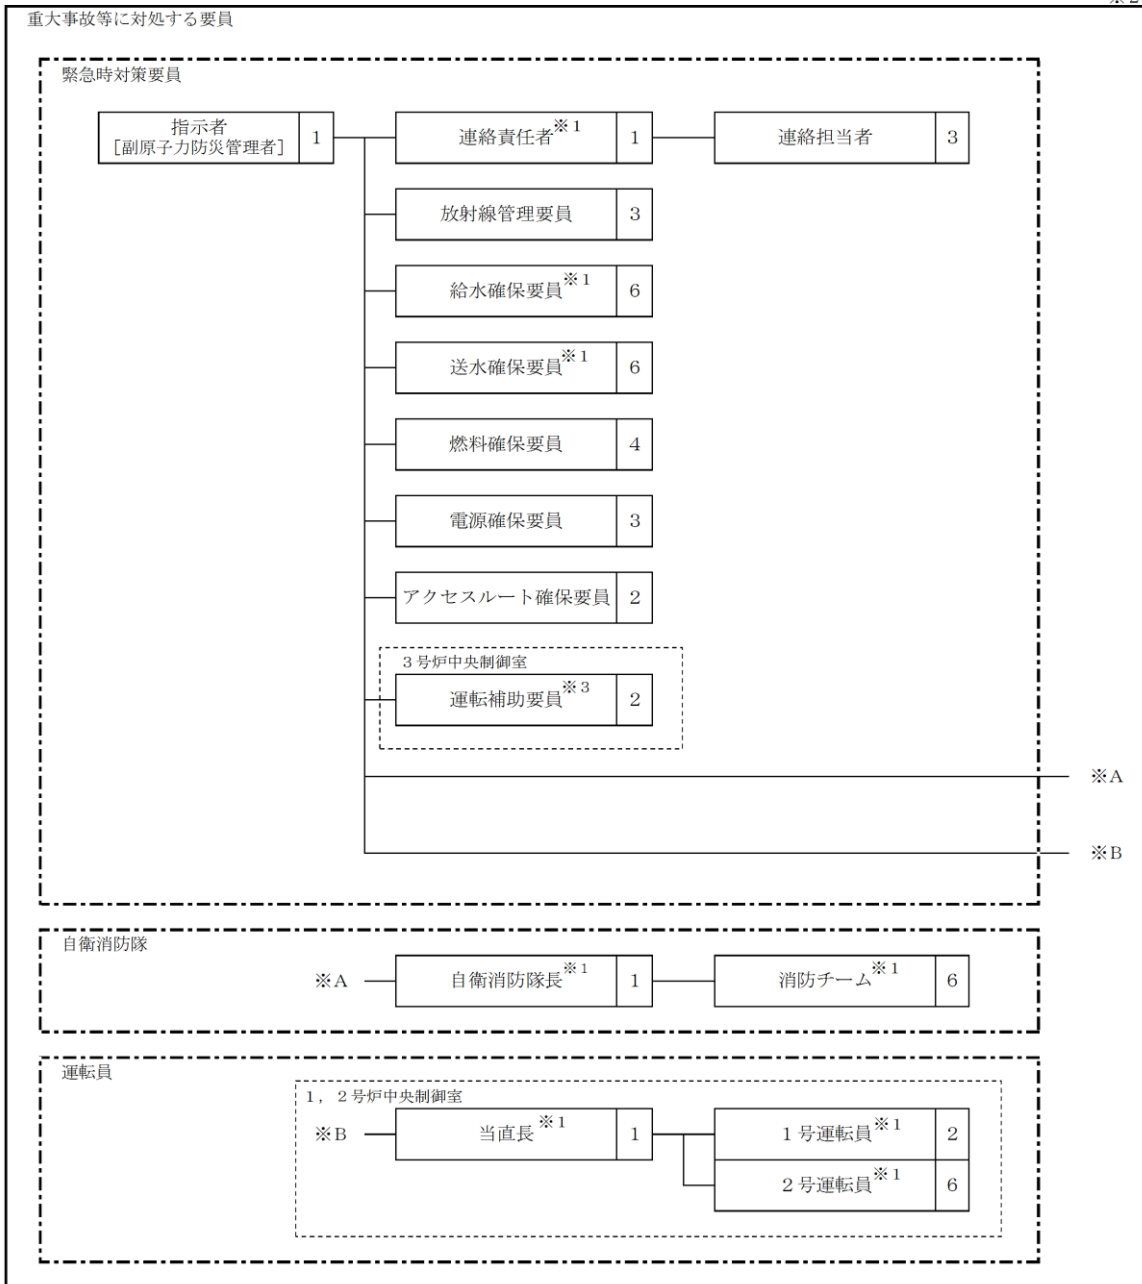 ※2
重大事故等に対処する要員
緊急時対策要員
指示者
[副原子力防災管理者]
1
連絡責任者※1
1
連絡担当者
3
放射線管理要員
3
給水確保要員※1
6
送水確保要員※1
6
燃料確保要員
4
電源確保要員
3
アクセスルート確保要員
2
3号炉中央制御室
運転補助要員※3
2
※A
※B
自衛消防隊
※A
自衛消防隊長※1
1
消防チーム※1
6
運転員
1，2号炉中央制御室
※B
当直長※1
1
1号運転員※1
2
2号運転員※1
6